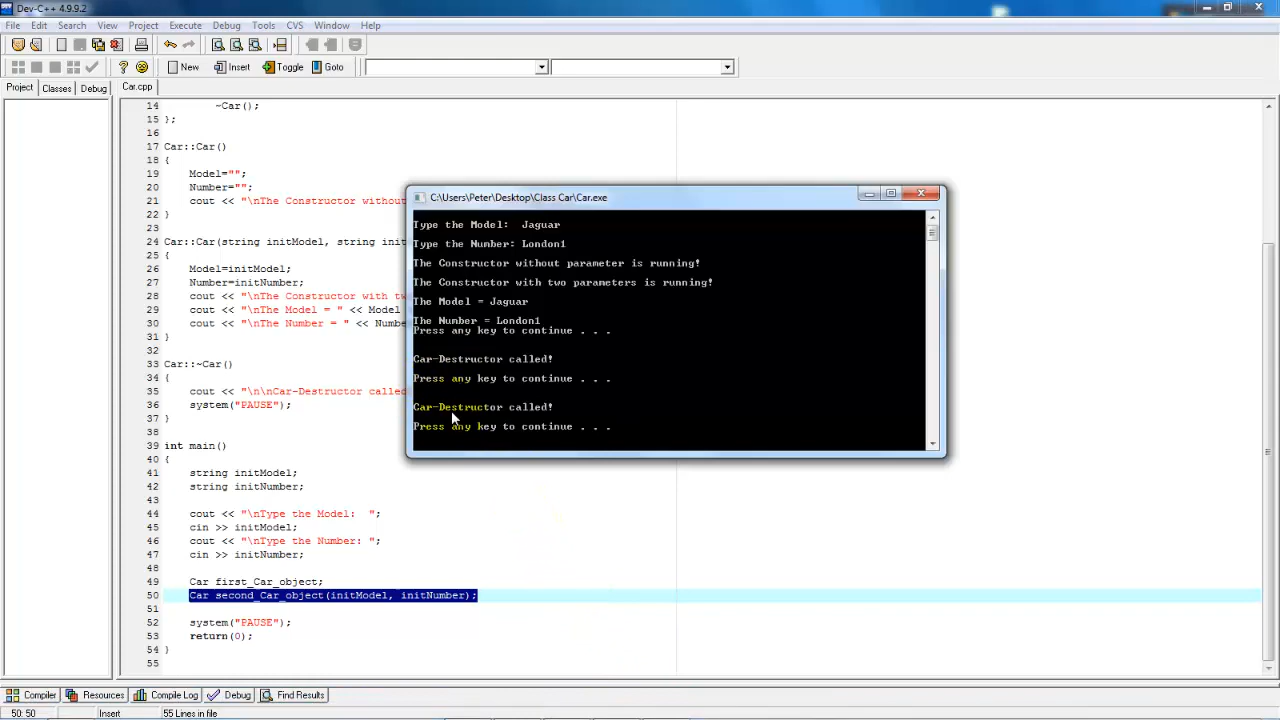 Dev-C++ 4.9.9.2
File Edit Search View Project Execute Debug Tools CVS Window Help
New Insert Toggle Goto
Project Classes Debug Car.cpp
14 ~Car();
15 };
16
17 Car::Car()
18 {
19 Model="";
20 Number="";
21 cout << "\nThe Constructor withou
22 }
23
24 Car::Car(string initModel, string init
25 {
26 Model=initModel;
27 Number=initNumber;
28 cout << "\nThe Constructor with tw
29 cout << "\nThe Model = " << Model
30 cout << "\nThe Number = " << Numbe
31 }
32
33 Car::~Car()
34 {
35 cout << "\n\nCar-Destructor called
36 system("PAUSE");
37 }
38
39 int main()
40 {
41 string initModel;
42 string initNumber;
43
44 cout << "\nType the Model:  ";
45 cin >> initModel;
46 cout << "\nType the Number: ";
47 cin >> initNumber;
48
49 Car first_Car_object;
50 Car second_Car_object(initModel, initNumber);
51
52 system("PAUSE");
53 return(0);
54 }
55
C:\Users\Peter\Desktop\Class Car\Car.exe
Type the Model:  Jaguar
Type the Number: London1
The Constructor without parameter is running!
The Constructor with two parameters is running!
The Model = Jaguar
The Number = London1
Press any key to continue . . .
Car-Destructor called!
Press any key to continue . . .
Car-Destructor called!
Press any key to continue . . .
Compiler Resources Compile Log Debug Find Results
50: 50 Insert 55 Lines in file